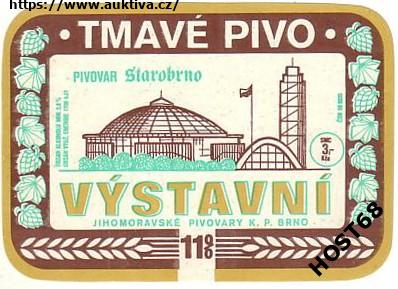 https://www.auktiva.cz/
• TMAVÉ PIVO •
PIVOVAR Starobrno
VÝSTAVNÍ
JIHOMORAVSKÉ PIVOVARY K. P. BRNO
11%
HOST68